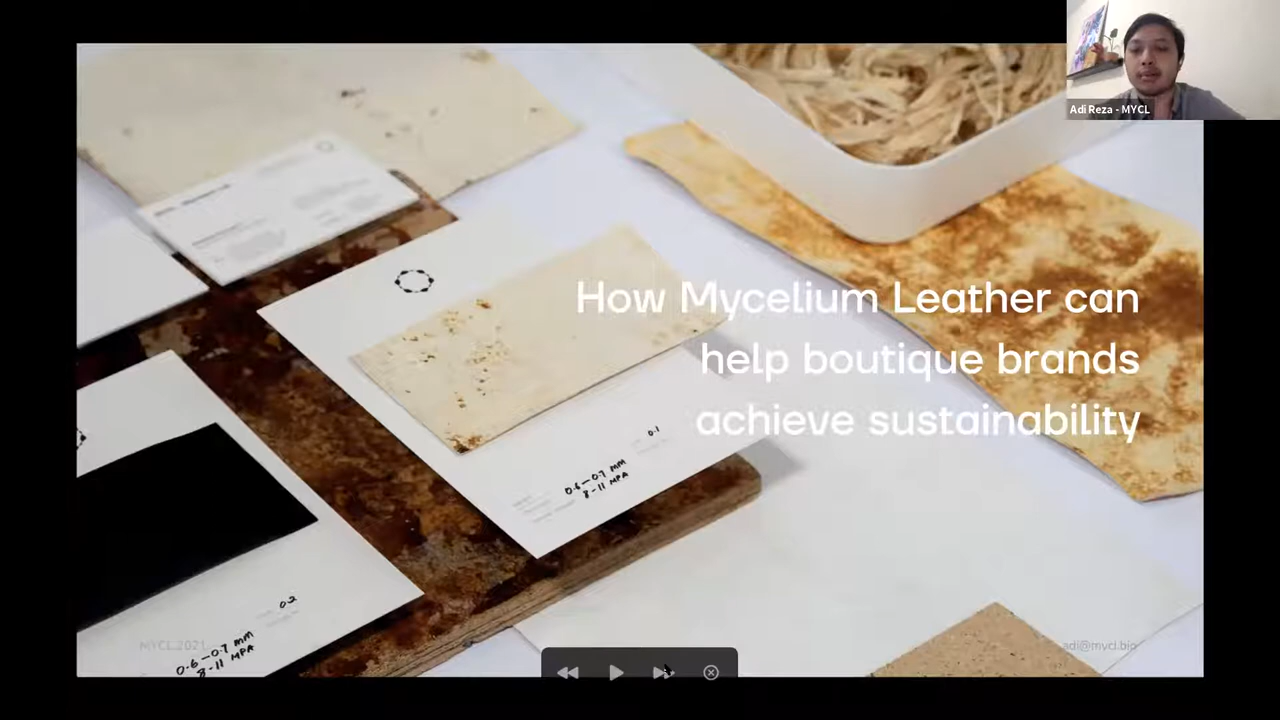 Adi Reza - MYCL
How Mycelium Leather can
help boutique brands
achieve sustainability
0.1
0.6-0.7 MM
8-11 MPA
0.2
0.6-0.7 MM
8-11 MPA
MYCL.2021
adi@mycl.bio